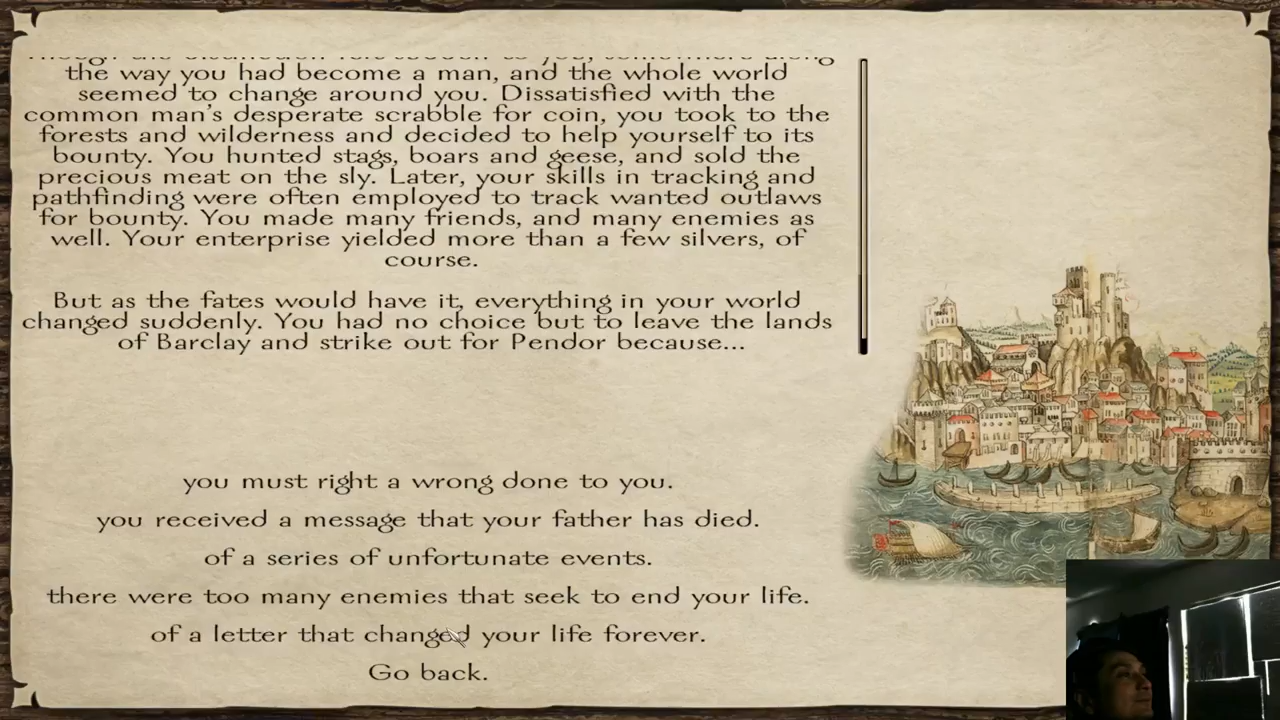 the way you had become a man, and the whole world
seemed to change around you. Dissatisfied with the
common man's desperate scrabble for coin, you took to the
forests and wilderness and decided to help yourself to its
bounty. You hunted stags, boars and geese, and sold the
precious meat on the sly. Later, your skills in tracking and
pathfinding were often employed to track wanted outlaws
for bounty. You made many friends, and many enemies as
well. Your enterprise yielded more than a few silvers, of
course.
But as the fates would have it, everything in your world
changed suddenly. You had no choice but to leave the lands
of Barclay and strike out for Pendor because...
you must right a wrong done to you.
you received a message that your father has died.
of a series of unfortunate events.
there were too many enemies that seek to end your life.
of a letter that changed your life forever.
Go back.